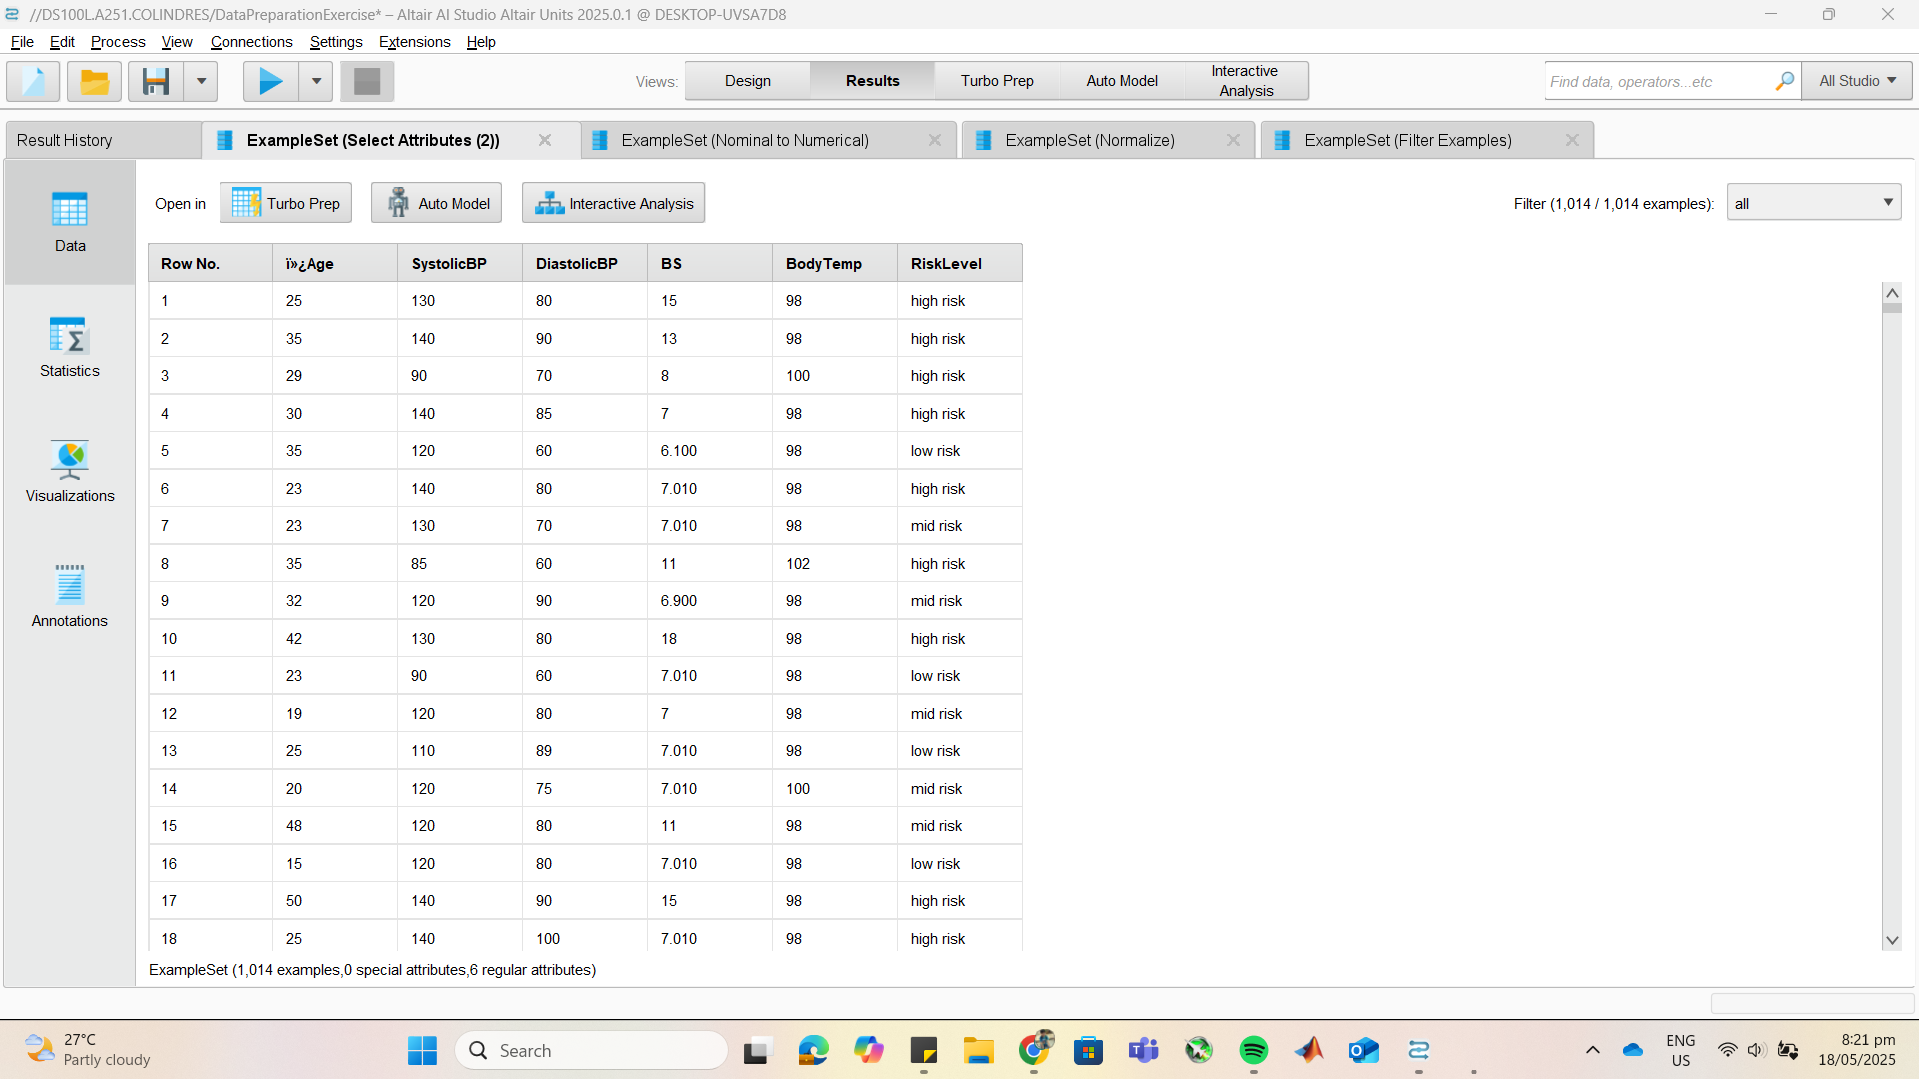 //DS100L.A251.COLINDRES/DataPreparationExercise* – Altair AI Studio Altair Units 2025.0.1 @ DESKTOP-UVSA7D8
File Edit Process View Connections Settings Extensions Help
Views: Design Results Turbo Prep Auto Model Interactive Analysis
Find data, operators...etc All Studio
Result History ExampleSet (Select Attributes (2)) ExampleSet (Nominal to Numerical) ExampleSet (Normalize) ExampleSet (Filter Examples)
Open in Turbo Prep Auto Model Interactive Analysis Filter (1,014 / 1,014 examples): all
Data
Statistics
Visualizations
Annotations
Row No. ï»¿Age SystolicBP DiastolicBP BS BodyTemp RiskLevel
1 25 130 80 15 98 high risk
2 35 140 90 13 98 high risk
3 29 90 70 8 100 high risk
4 30 140 85 7 98 high risk
5 35 120 60 6.100 98 low risk
6 23 140 80 7.010 98 high risk
7 23 130 70 7.010 98 mid risk
8 35 85 60 11 102 high risk
9 32 120 90 6.900 98 mid risk
10 42 130 80 18 98 high risk
11 23 90 60 7.010 98 low risk
12 19 120 80 7 98 mid risk
13 25 110 89 7.010 98 low risk
14 20 120 75 7.010 100 mid risk
15 48 120 80 11 98 mid risk
16 15 120 80 7.010 98 low risk
17 50 140 90 15 98 high risk
18 25 140 100 7.010 98 high risk
ExampleSet (1,014 examples,0 special attributes,6 regular attributes)
27°C
Partly cloudy
Search
ENG
US
8:21 pm
18/05/2025